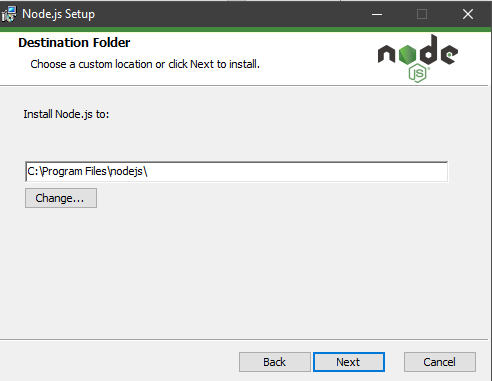 Node.js Setup
Destination Folder
Choose a custom location or click Next to install.
node
JS
Install Node.js to:
C:\Program Files\nodejs\
Change...
Back
Next
Cancel